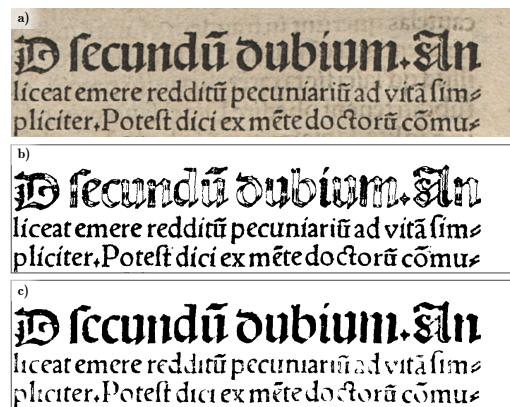 a)
D ſecundū dubium. An
liceat emere redditū pecuniariū ad vitā ſim⸗
pliciter. Poteſt dici ex mēte doctorū cōmu⸗
b)
D ſecundū dubium. An
liceat emere redditū pecuniariū ad vitā ſim⸗
pliciter. Poteſt dici ex mēte doctorū cōmu⸗
c)
D ſecundū dubium. An
liceat emere redditū pecuniariū ad vitā ſim⸗
pliciter. Poteſt dici ex mēte doctorū cōmu⸗